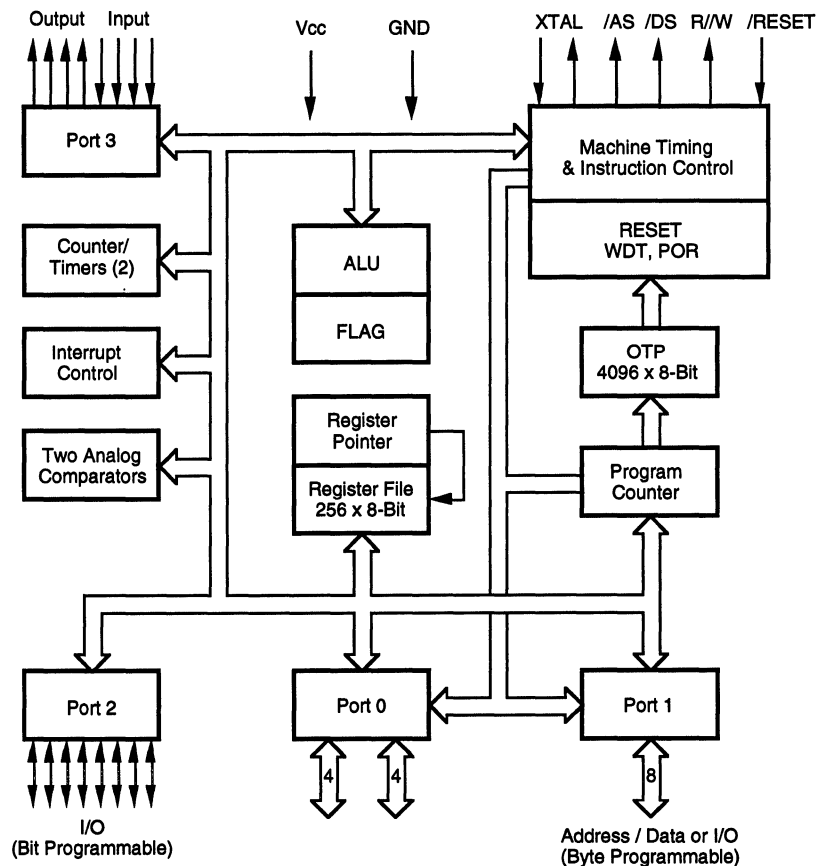 Output Input
Vcc
GND
XTAL /AS /DS R//W /RESET
Port 3
Machine Timing
& Instruction Control
RESET
WDT, POR
Counter/
Timers (2)
ALU
FLAG
Interrupt
Control
OTP
4096 x 8-Bit
Two Analog
Comparators
Register
Pointer
Register File
256 x 8-Bit
Program
Counter
Port 2
Port 0
Port 1
4
4
8
I/O
(Bit Programmable)
Address / Data or I/O
(Byte Programmable)